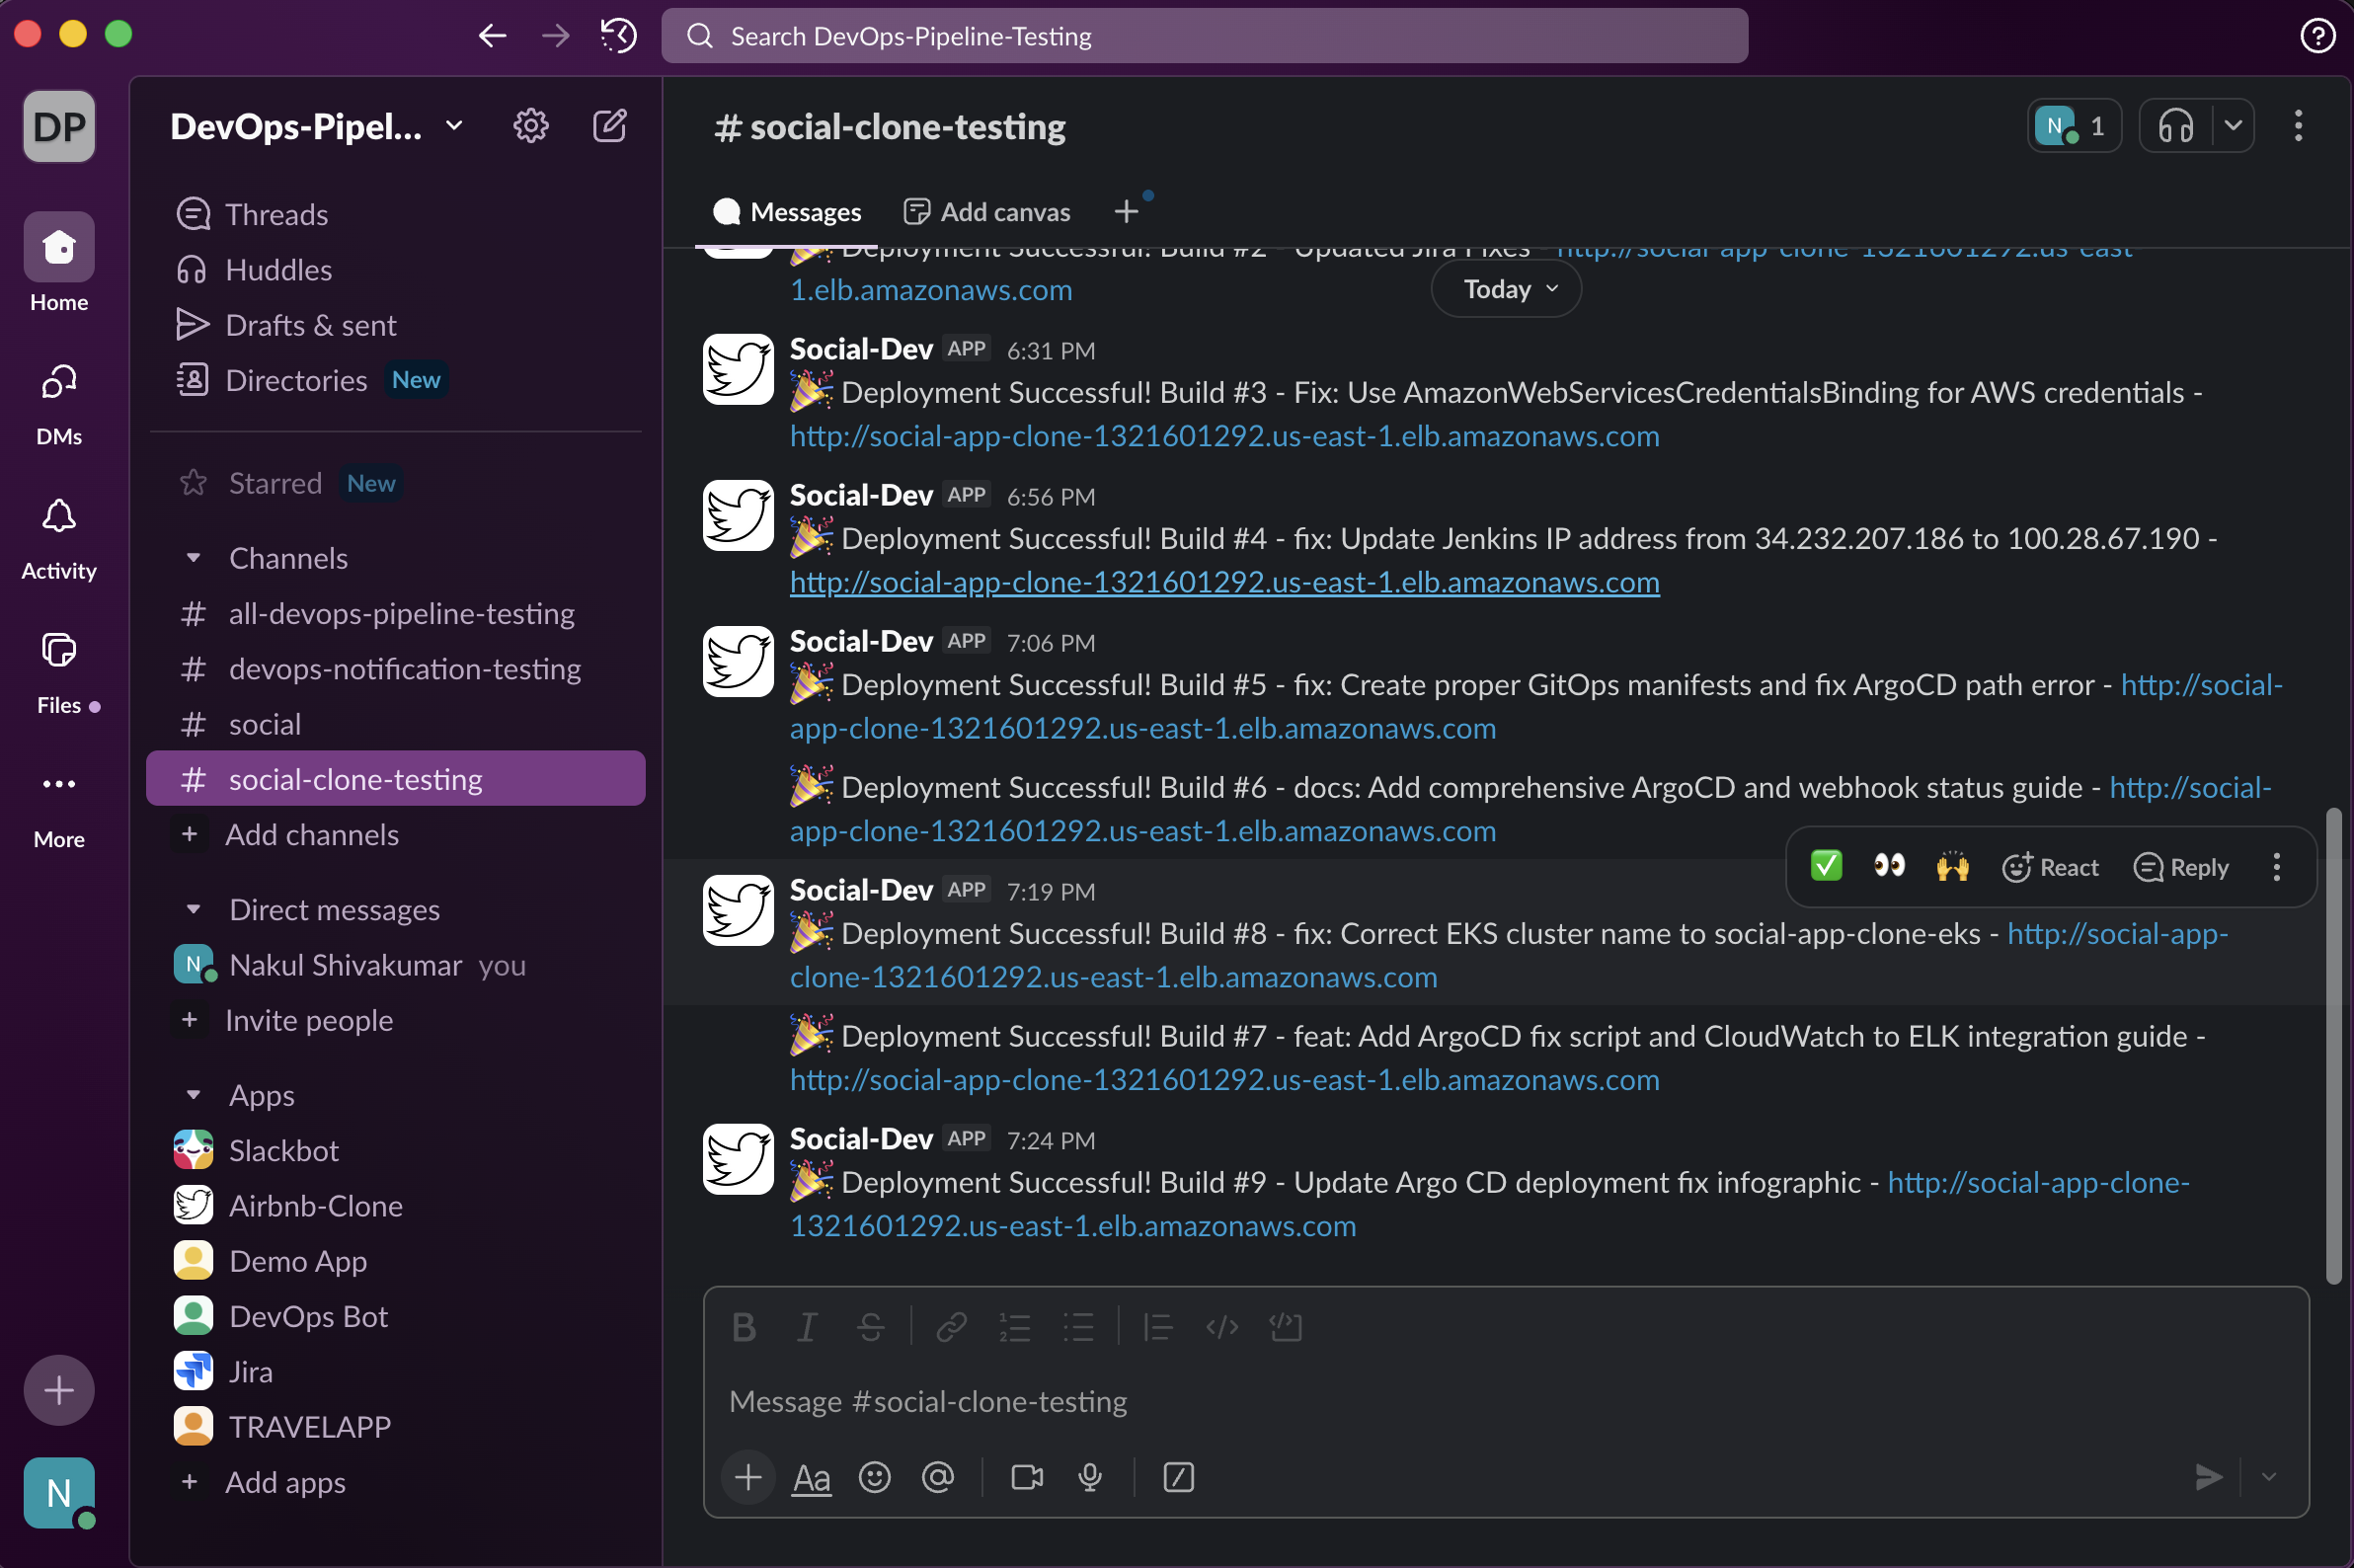 Search DevOps-Pipeline-Testing
DP
Home
DMs
Activity
Files
More
N
DevOps-Pipel...
Threads
Huddles
Drafts & sent
Directories New
Starred New
Channels
# all-devops-pipeline-testing
# devops-notification-testing
# social
# social-clone-testing
+ Add channels
Direct messages
N Nakul Shivakumar you
+ Invite people
Apps
Slackbot
Airbnb-Clone
Demo App
DevOps Bot
Jira
TRAVELAPP
+ Add apps
# social-clone-testing
N 1
Messages Add canvas +
Deployment Successful! Build #2 - Updated Jira Fixes - http://social-app-clone-1321601292.us-east-
1.elb.amazonaws.com
Today
Social-Dev APP 6:31 PM
🎉 Deployment Successful! Build #3 - Fix: Use AmazonWebServicesCredentialsBinding for AWS credentials -
http://social-app-clone-1321601292.us-east-1.elb.amazonaws.com
Social-Dev APP 6:56 PM
🎉 Deployment Successful! Build #4 - fix: Update Jenkins IP address from 34.232.207.186 to 100.28.67.190 -
http://social-app-clone-1321601292.us-east-1.elb.amazonaws.com
Social-Dev APP 7:06 PM
🎉 Deployment Successful! Build #5 - fix: Create proper GitOps manifests and fix ArgoCD path error - http://social-
app-clone-1321601292.us-east-1.elb.amazonaws.com
🎉 Deployment Successful! Build #6 - docs: Add comprehensive ArgoCD and webhook status guide - http://social-
app-clone-1321601292.us-east-1.elb.amazonaws.com
React Reply
Social-Dev APP 7:19 PM
🎉 Deployment Successful! Build #8 - fix: Correct EKS cluster name to social-app-clone-eks - http://social-app-
clone-1321601292.us-east-1.elb.amazonaws.com
🎉 Deployment Successful! Build #7 - feat: Add ArgoCD fix script and CloudWatch to ELK integration guide -
http://social-app-clone-1321601292.us-east-1.elb.amazonaws.com
Social-Dev APP 7:24 PM
🎉 Deployment Successful! Build #9 - Update Argo CD deployment fix infographic - http://social-app-clone-
1321601292.us-east-1.elb.amazonaws.com
B I S
Message #social-clone-testing
+ Aa @